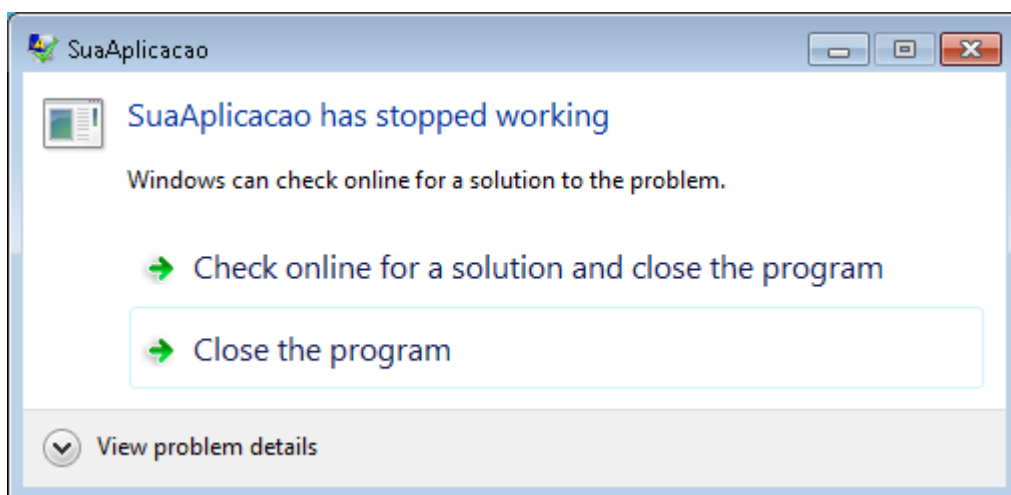 SuaAplicacao
SuaAplicacao has stopped working
Windows can check online for a solution to the problem.
Check online for a solution and close the program
Close the program
View problem details